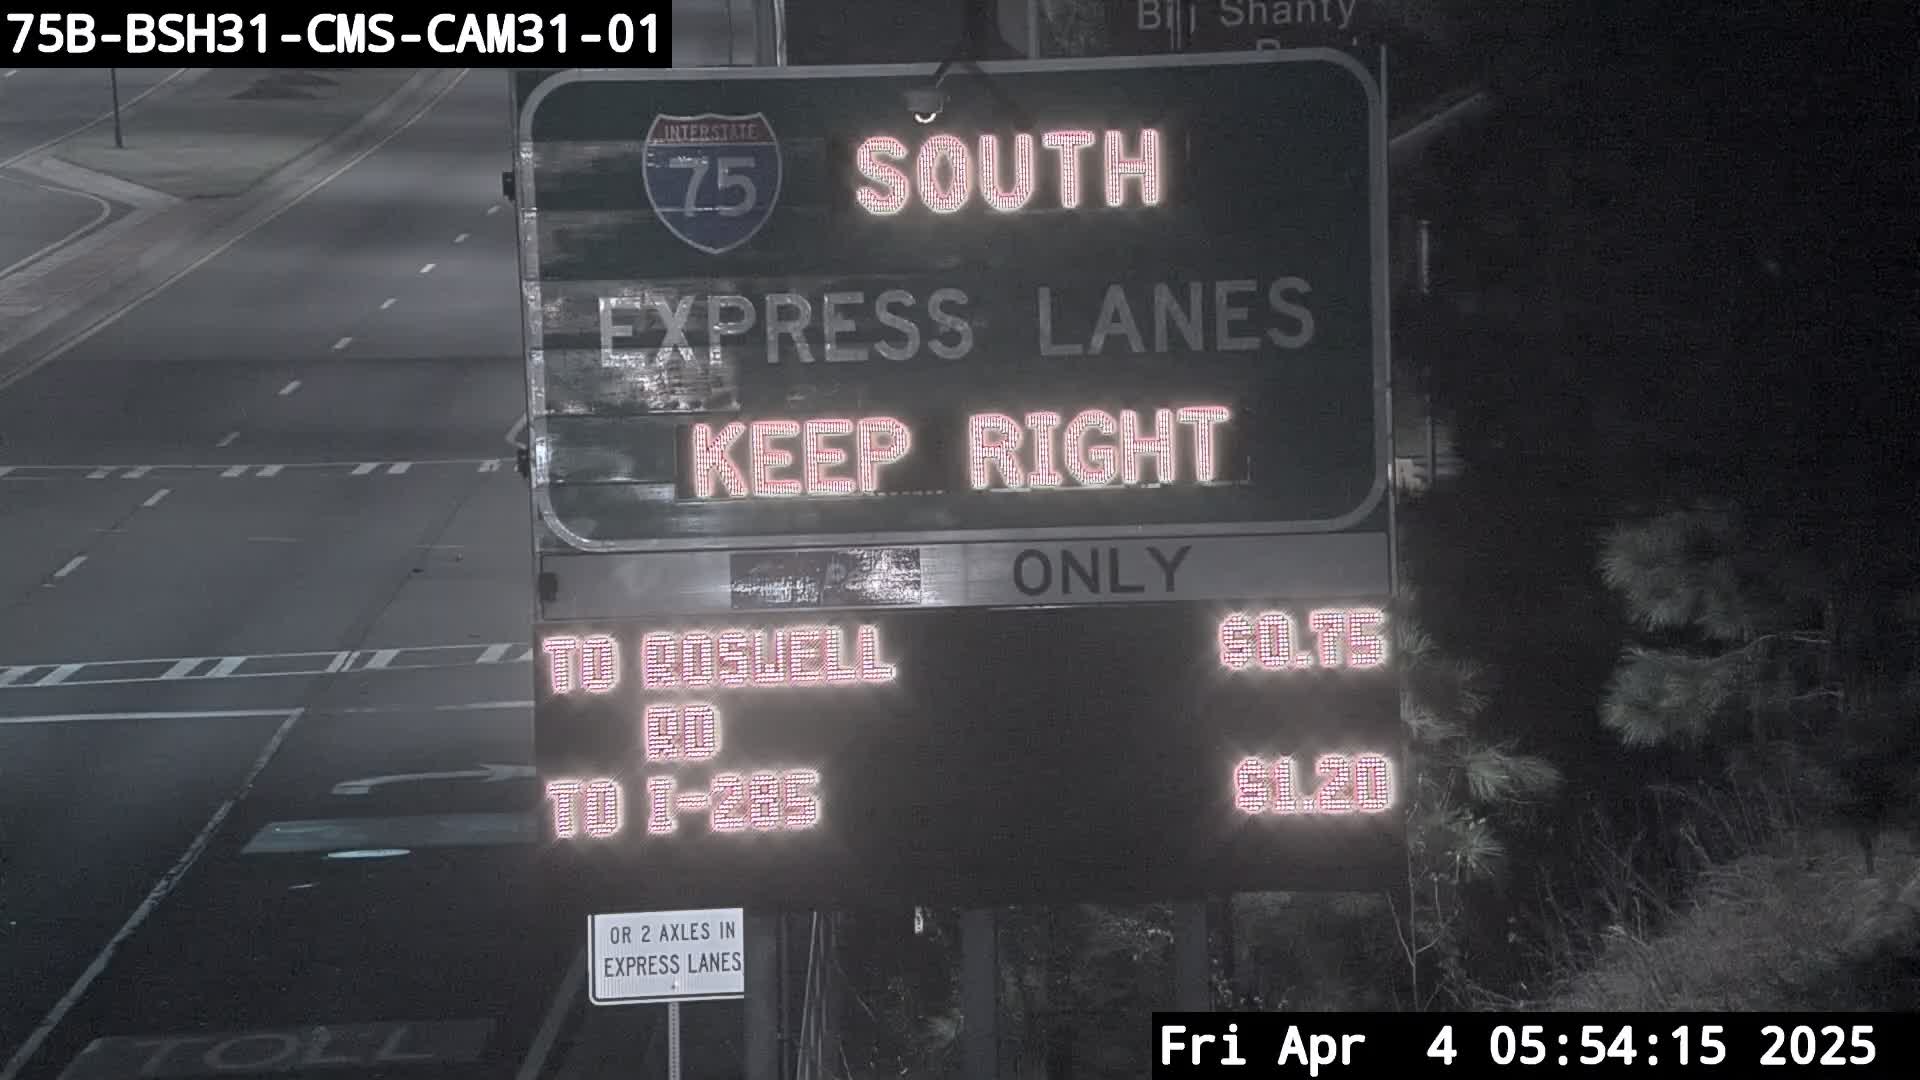 75B-BSH31-CMS-CAM31-01
Shanty
INTERSTATE
75
SOUTH
EXPRESS LANES
KEEP RIGHT
ONLY
TO ROSWELL $0.75
RD
TO I-285 $1.20
OR 2 AXLES IN
EXPRESS LANES
TOLL
Fri Apr 4 05:54:15 2025